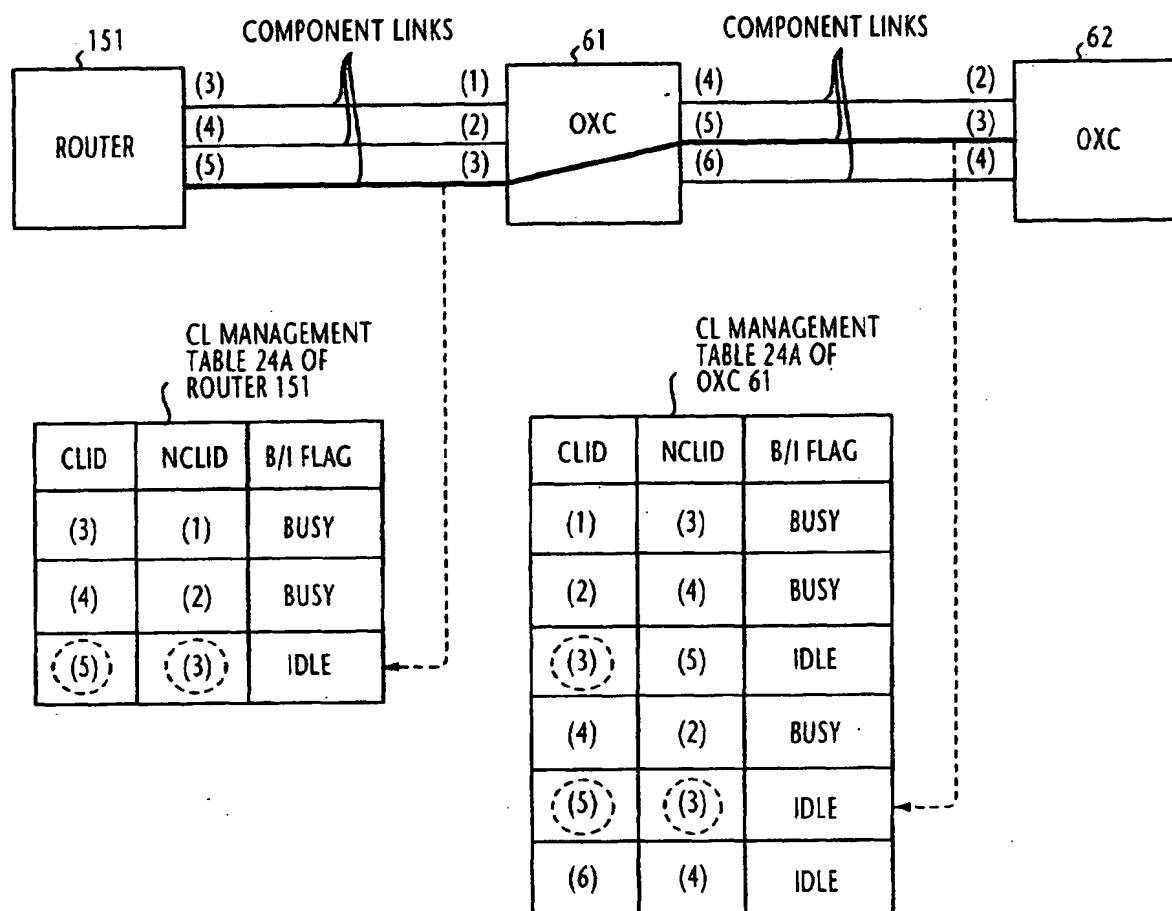 COMPONENT LINKS
COMPONENT LINKS
151
61
62
ROUTER
(3)
(4)
(5)
(1)
(2)
(3)
OXC
(4)
(5)
(6)
(2)
(3)
(4)
OXC
CL MANAGEMENT
TABLE 24A OF
ROUTER 151
CLID NCLID B/I FLAG
(3) (1) BUSY
(4) (2) BUSY
(5) (3) IDLE
CL MANAGEMENT
TABLE 24A OF
OXC 61
CLID NCLID B/I FLAG
(1) (3) BUSY
(2) (4) BUSY
(3) (5) IDLE
(4) (2) BUSY
(5) (3) IDLE
(6) (4) IDLE